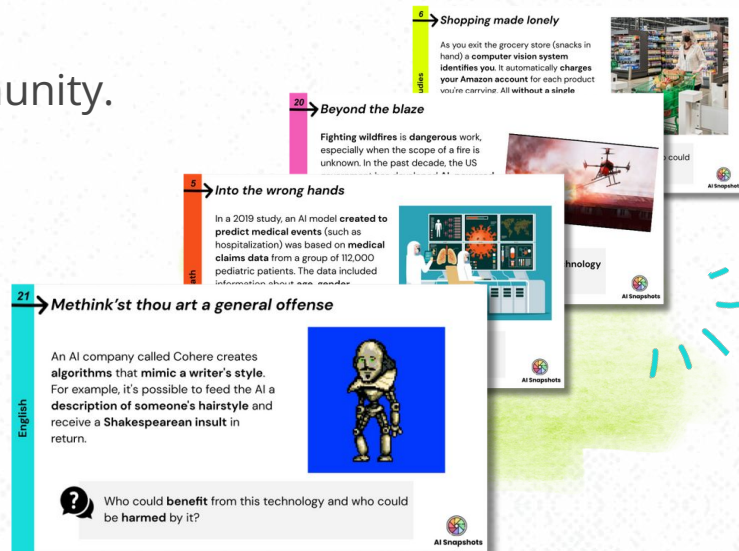 unity.
6
Shopping made lonely
As you exit the grocery store (snacks in
hand) a computer vision system
identifies you. It automatically charges
your Amazon account for each product
you're carrying. All without a single
udies
could
AI Snapshots
20
Beyond the blaze
Fighting wildfires is dangerous work,
especially when the scope of a fire is
unknown. In the past decade, the US
hnology
AI Snapshots
5
Into the wrong hands
In a 2019 study, an AI model created to
predict medical events (such as
hospitalization) was based on medical
claims data from a group of 112,000
pediatric patients. The data included
information about age, gender,
ath
AI Snapshots
21
Methink'st thou art a general offense
An AI company called Cohere creates
algorithms that mimic a writer's style.
For example, it's possible to feed the AI a
description of someone's hairstyle and
receive a Shakespearean insult in
return.
English
Who could benefit from this technology and who could
be harmed by it?
AI Snapshots